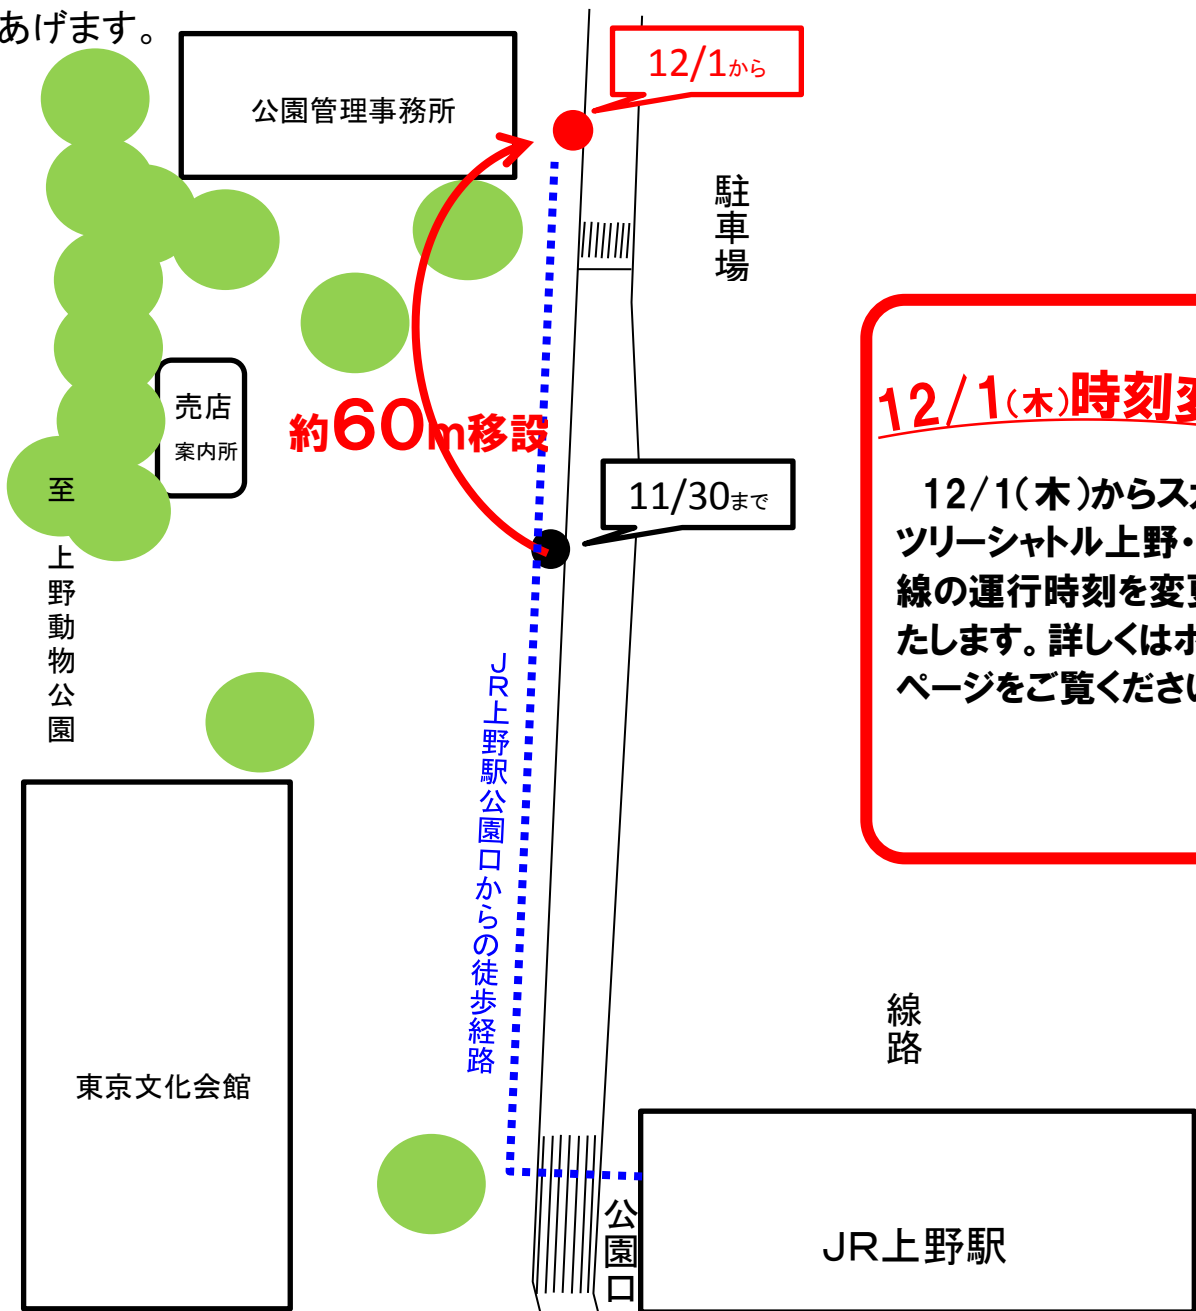 あげます。
公園管理事務所
12/1から
駐車場
売店
案内所
約60m移設
11/30まで
至 上野動物公園
JR上野駅公園口からの徒歩経路
12/1(木)時刻変
12/1(木)からスカ
ツリーシャトル上野・
線の運行時刻を変更
たします。詳しくはホ
ページをご覧ください
線路
東京文化会館
公園口
JR上野駅